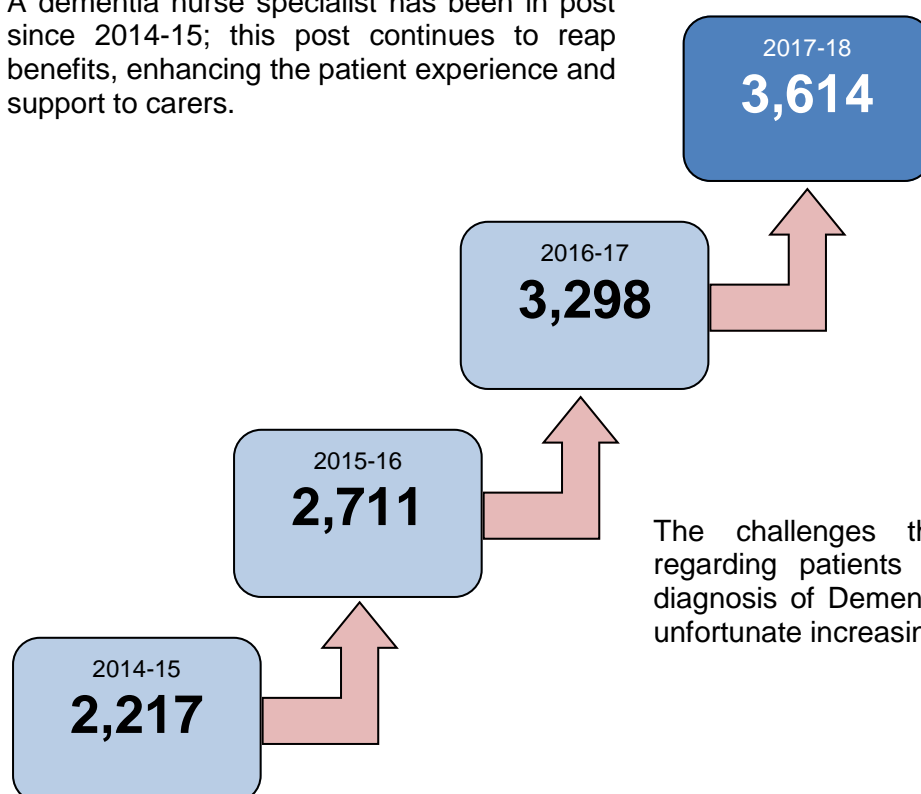 A dementia nurse specialist has been in post
since 2014-15; this post continues to reap
benefits, enhancing the patient experience and
support to carers.
2017-18
3,614
2016-17
3,298
2015-16
2,711
The challenges
regarding patients
diagnosis of
unfortunate
2014-15
2,217